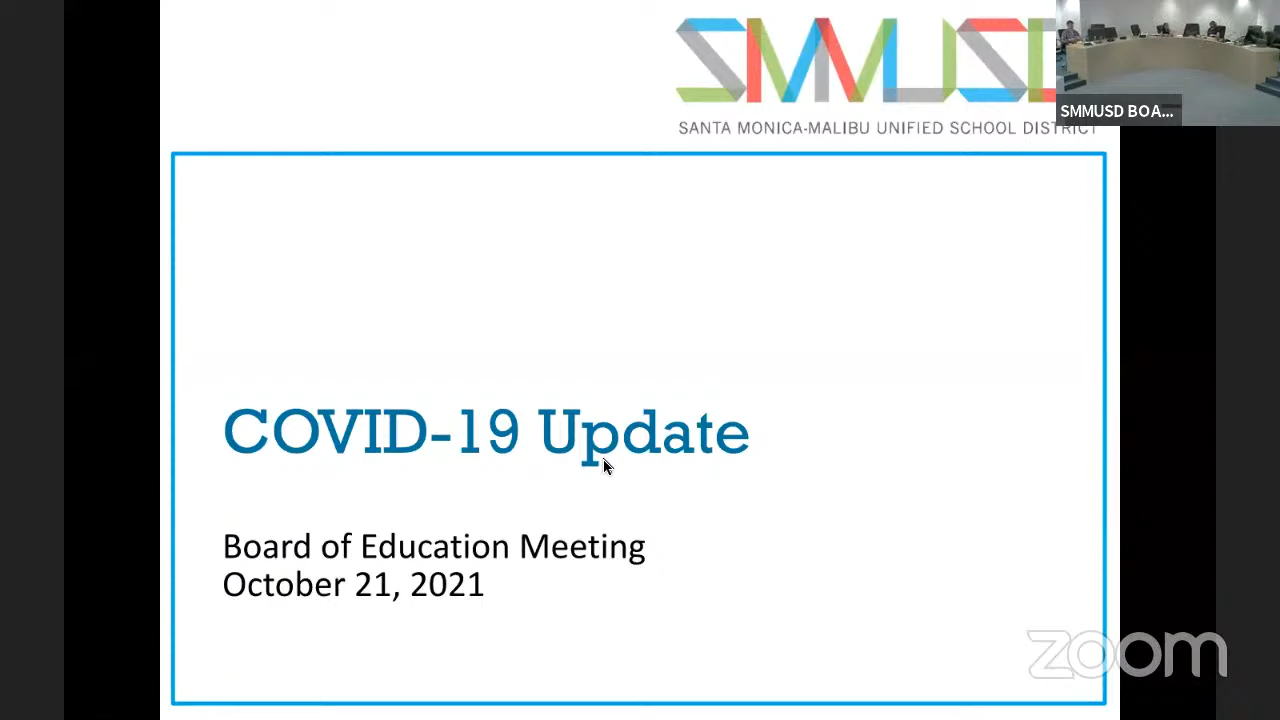 SMMUSD
SANTA MONICA-MALIBU UNIFIED SCHOOL DISTRICT
SMMUSD BOA...
COVID-19 Update
Board of Education Meeting
October 21, 2021
zoom